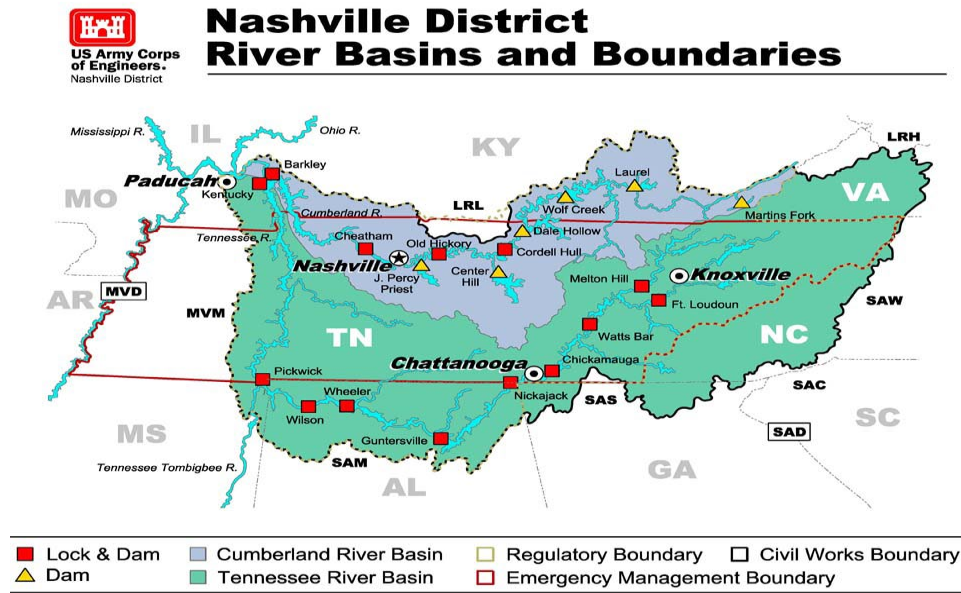 Nashville District
River Basins and Boundaries
US Army Corps
of Engineers.
Nashville District
Mississippi R.
IL
Ohio R.
KY
LRH
Barkley
Paducah
Kentucky
MO
Laurel
VA
Wolf Creek
Martins Fork
LRL
Cumberland R.
Tennessee R.
Cheatham
Old Hickory
Dale Hollow
Cordell Hull
Nashville
J. Percy
Priest
Center
Hill
Melton Hill
Knoxville
Ft. Loudoun
AR
MVD
MVM
SAW
TN
Watts Bar
NC
Chattanooga
Chickamauga
Pickwick
Nickajack
SAS
SAC
Wheeler
Wilson
MS
Guntersville
SC
SAD
SAM
Tennessee Tombigbee R.
AL
GA
Lock & Dam
Cumberland River Basin
Regulatory Boundary
Civil Works Boundary
Dam
Tennessee River Basin
Emergency Management Boundary